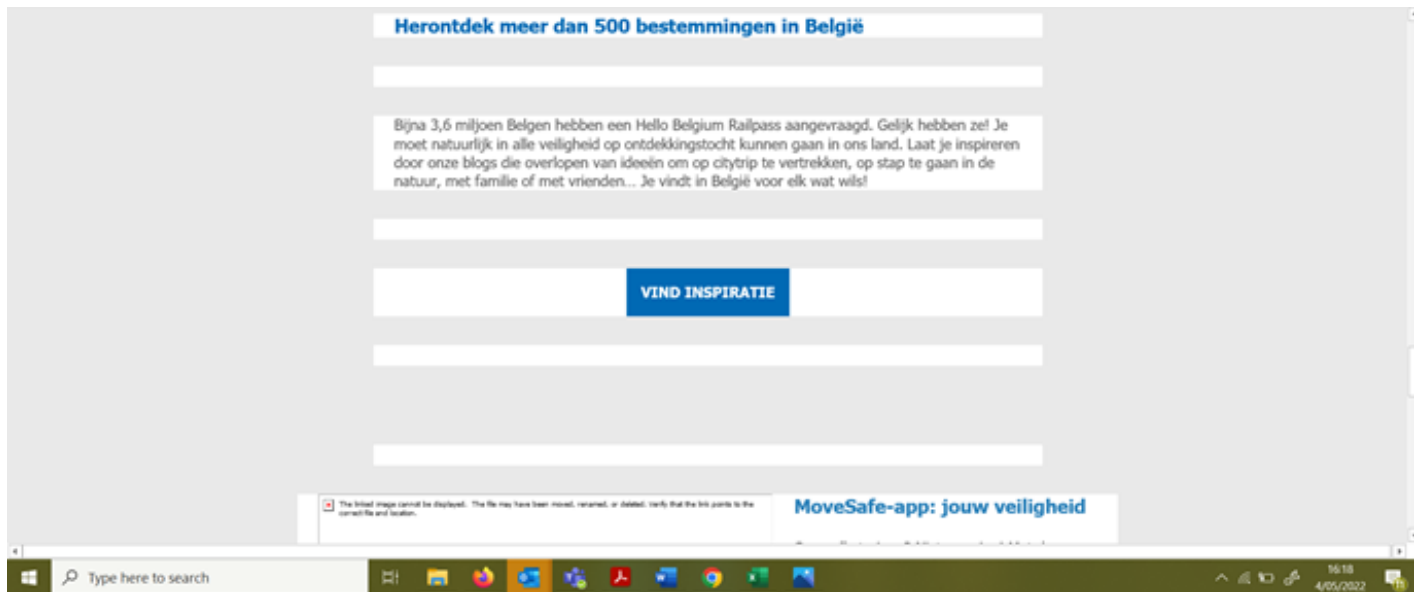 Herontdek meer dan 500 bestemmingen in België
Bijna 3,6 miljoen Belgen hebben een Hello Belgium Railpass aangevraagd. Gelijk hebben ze! Je
moet natuurlijk in alle veiligheid op ontdekkingstocht kunnen gaan in ons land. Laat je inspireren
door onze blogs die overlopen van ideeën om op citytrip te vertrekken, op stap te gaan in de
natuur, met familie of met vrienden... Je vindt in België voor elk wat wils!
VIND INSPIRATIE
The linked image cannot be displayed. The file may have been moved, renamed, or deleted. Verify that the link points to the
correct file and location.
MoveSafe-app: jouw veiligheid
Type here to search
16:18
4/05/2022